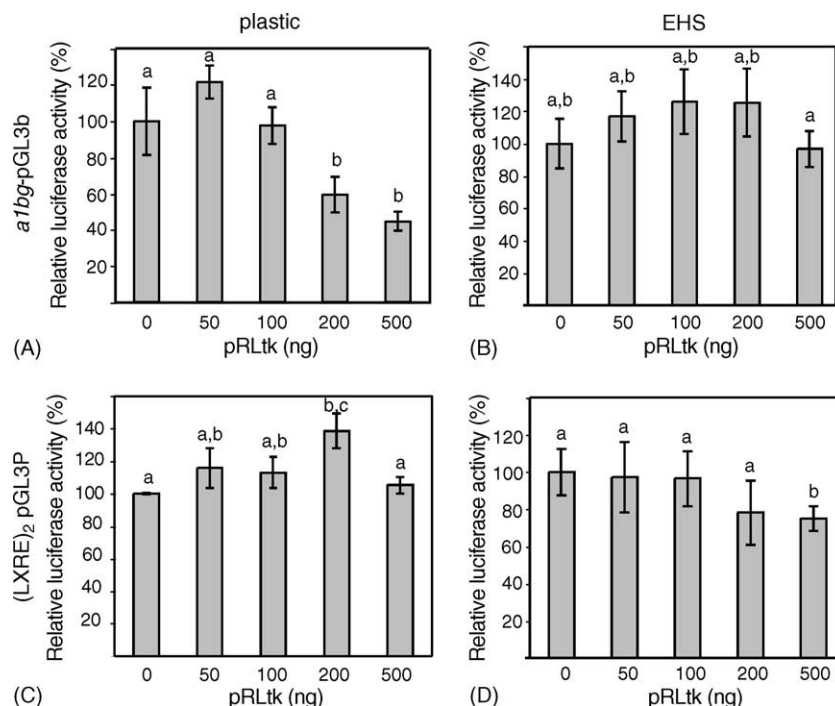 plastic
EHS
a1bg-pGL3b
Relative luciferase activity (%)
120
100
80
60
40
20
a
a
a
b
b
0 50 100 200 500
pRLtk (ng)
(A)
Relative luciferase activity (%)
140
120
100
80
60
40
20
a,b
a,b
a,b
a,b
a
0 50 100 200 500
pRLtk (ng)
(B)
(LXRE)2 pGL3P
Relative luciferase activity (%)
140
120
100
80
60
40
20
a
a,b
a,b
b,c
a
0 50 100 200 500
pRLtk (ng)
(C)
Relative luciferase activity (%)
120
100
80
60
40
20
a
a
a
a
b
0 50 100 200 500
pRLtk (ng)
(D)